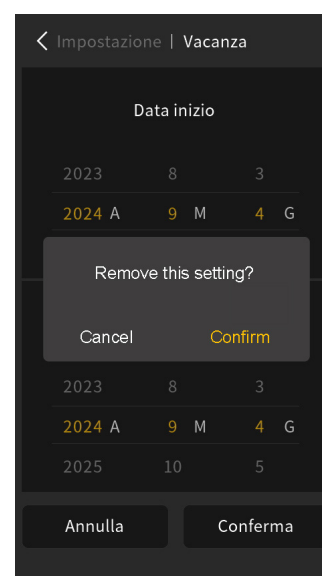 Impostazione | Vacanza
Data inizio
2023 8 3
2024 A 9 M 4 G
Remove this setting?
Cancel Confirm
2023 8 3
2024 A 9 M 4 G
2025 10 5
Annulla Conferma